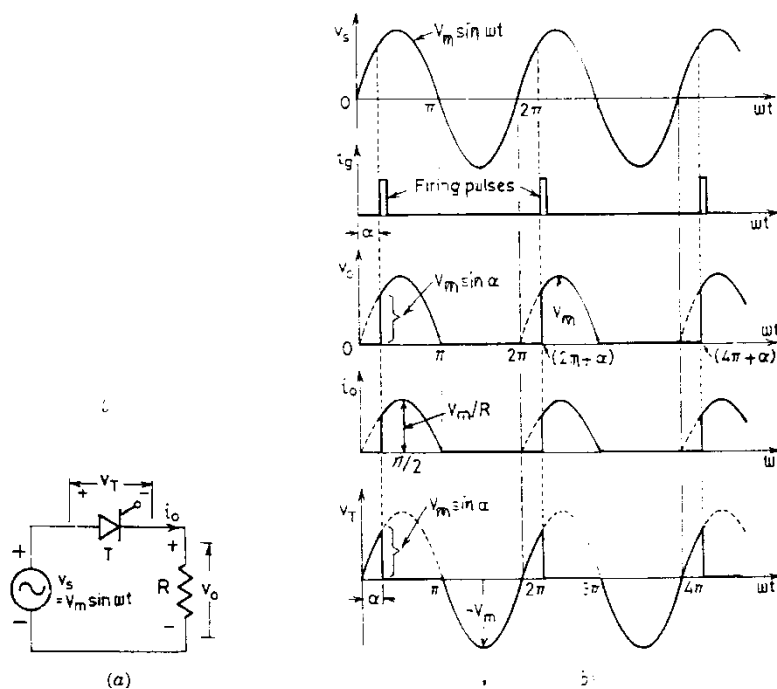 v_s
V_m sin ωt
0
π
2π
ωt
i_g
Firing pulses
α
v_o
V_m sin α
V_m
ωt
0
π
2π
(2π+α)
(4π+α)
i_o
V_m/R
π/2
ω
v_T
V_m sin α
α
π
-V_m
2π
3π
4π
ωt
+ v_T -
T
i_o
+
v_s
= V_m sin ωt
-
+
R
-
v_o
(a)